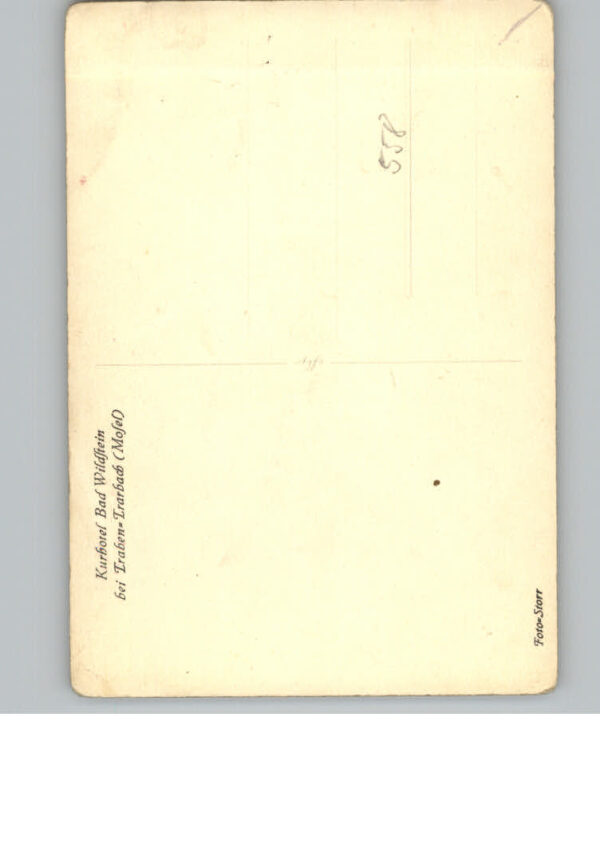 Kurhotel Bad Wildstein
bei Traben-Trarbach (Mosel)
558
Foto-Storr